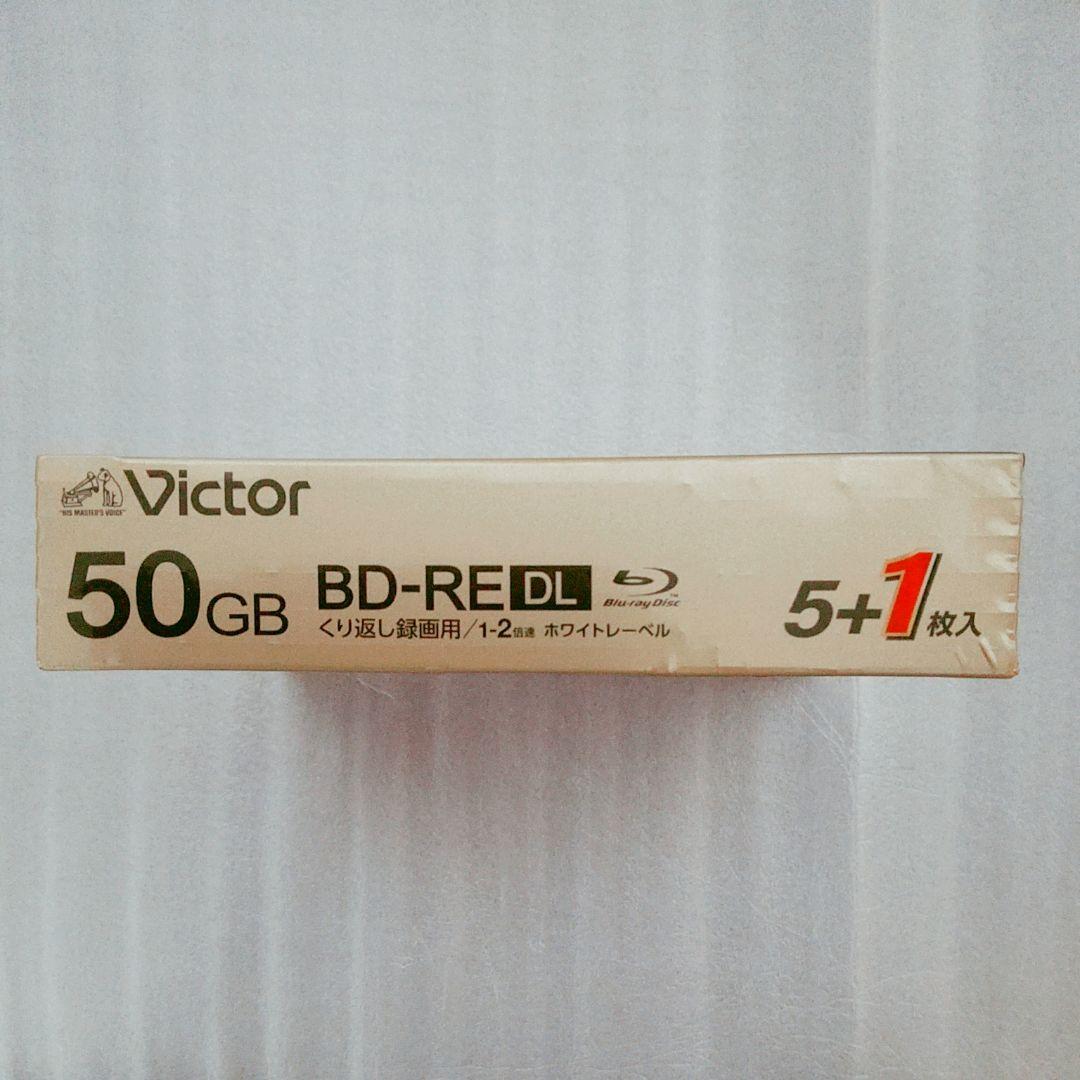 Victor
"HIS MASTER'S VOICE"
50GB
BD-RE DL
Blu-ray Disc™
くり返し録画用/1-2倍速 ホワイトレーベル
5+1枚入